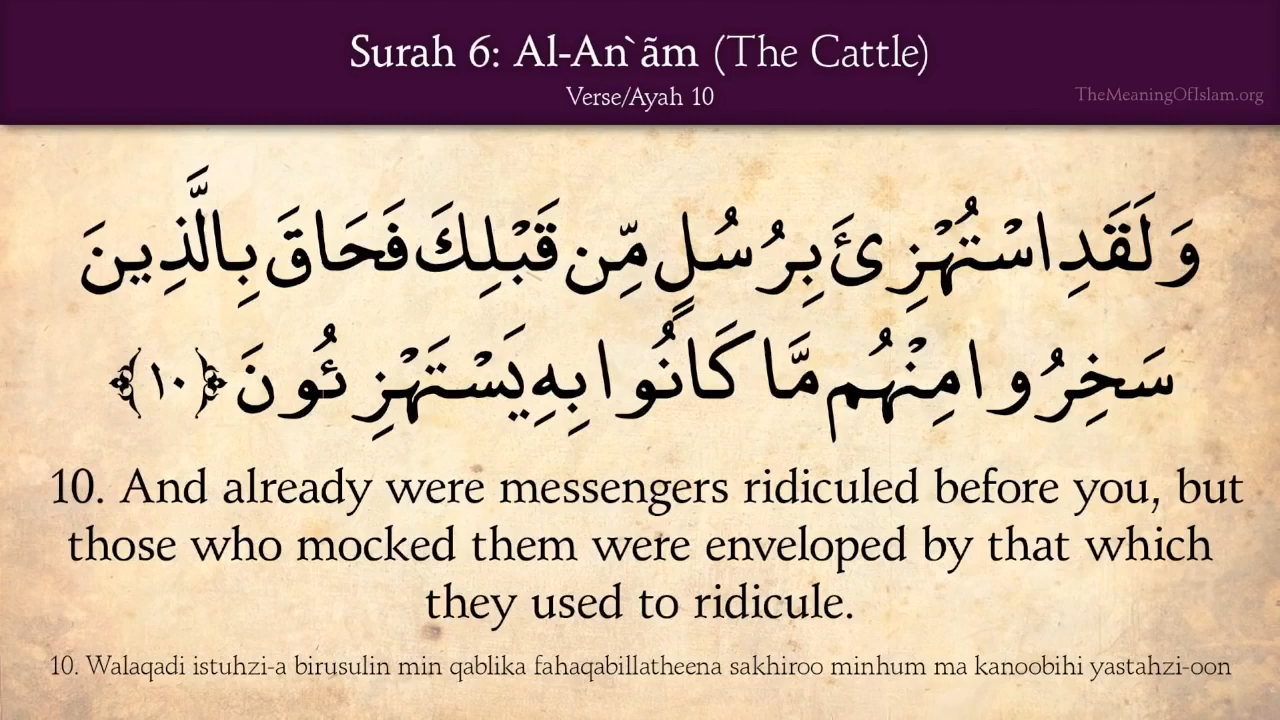 Surah 6: Al-An`ãm (The Cattle)
Verse/Ayah 10
TheMeaningOfIslam.org
وَلَقَدِ اسْتُهْزِئَ بِرُسُلٍ مِّن قَبْلِكَ فَحَاقَ بِالَّذِينَ
سَخِرُوا مِنْهُم مَّا كَانُوا بِهِ يَسْتَهْزِئُونَ ﴿١٠﴾
10. And already were messengers ridiculed before you, but
those who mocked them were enveloped by that which
they used to ridicule.
10. Walaqadi istuhzi-a birusulin min qablika fahaqabillatheena sakhiroo minhum ma kanoobihi yastahzi-oon